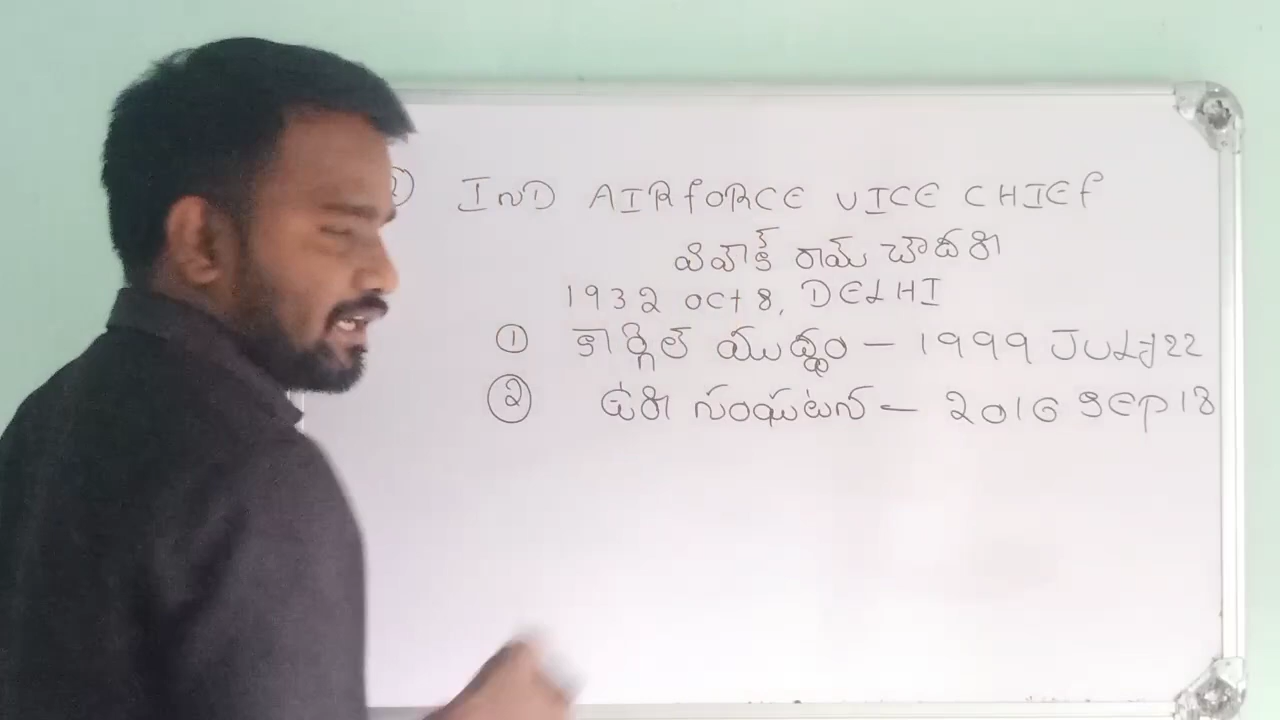 IND AIRfORCE VICE CHIEf
వివేక్ రామ్ చౌదరి
1932 oct 8, DELHI
① కార్గిల్ యుద్ధం - 1999 JULy 22
② ఉరి సంఘటన - 2016 SEp 18